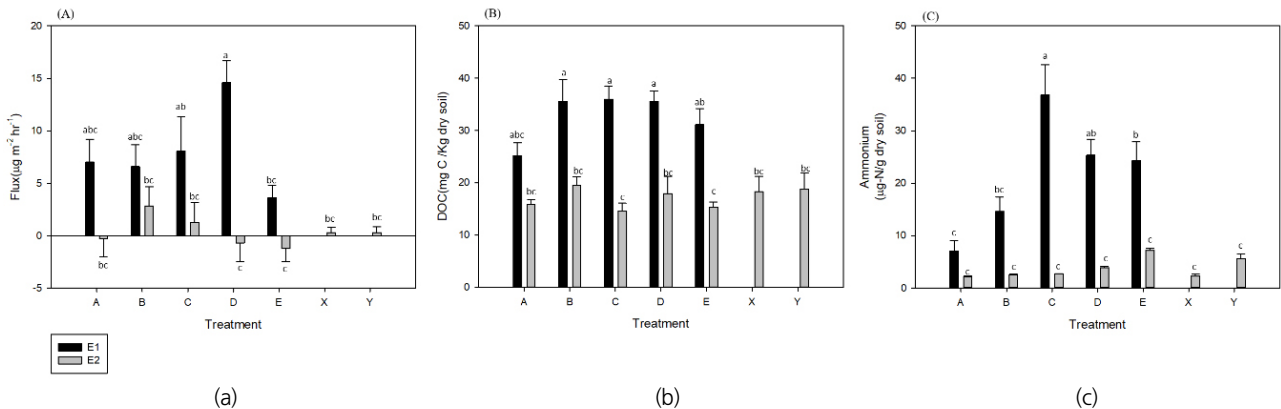 (A)
20
15
10
5
0
-5
Flux(μg m⁻² hr⁻¹)
abc
bc
abc
bc
ab
bc
a
c
bc
c
bc
bc
A B C D E X Y
Treatment
E1
E2
(a)
(B)
50
40
30
20
10
0
DOC(mg C /Kg dry soil)
abc
bc
a
bc
a
c
a
bc
ab
c
bc
bc
A B C D E X Y
Treatment
(b)
(C)
50
40
30
20
10
0
Ammonium
(μg-N/g dry soil)
c
c
bc
c
a
c
ab
c
b
c
c
c
A B C D E X Y
Treatment
(c)